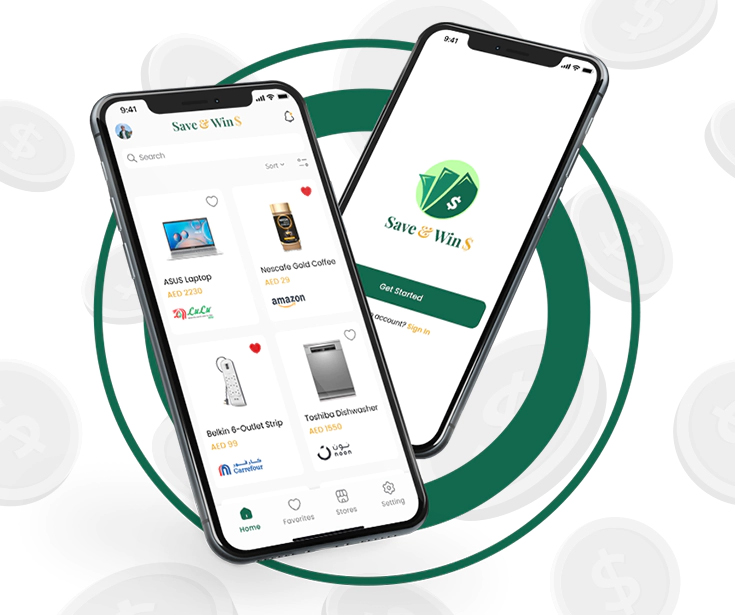 9:41
Save & Win $
Search
Sort
ASUS Laptop
AED 2230
LuLu
Nescafe Gold Coffee
AED 29
amazon
Belkin 6-Outlet Strip
AED 99
كارفور
Carrefour
Toshiba Dishwasher
AED 1550
نون
noon
Home
Favorites
Stores
Setting
9:41
$
Save & Win $
Get Started
account? Sign In